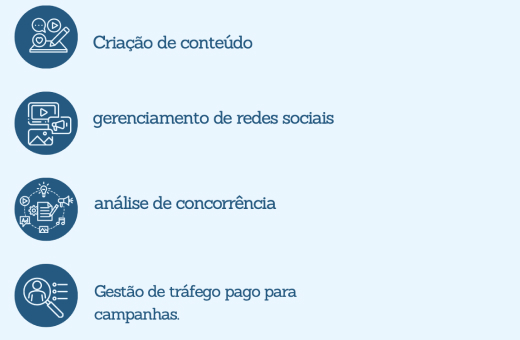 Criação de conteúdo
gerenciamento de redes sociais
análise de concorrência
Gestão de tráfego pago para
campanhas.